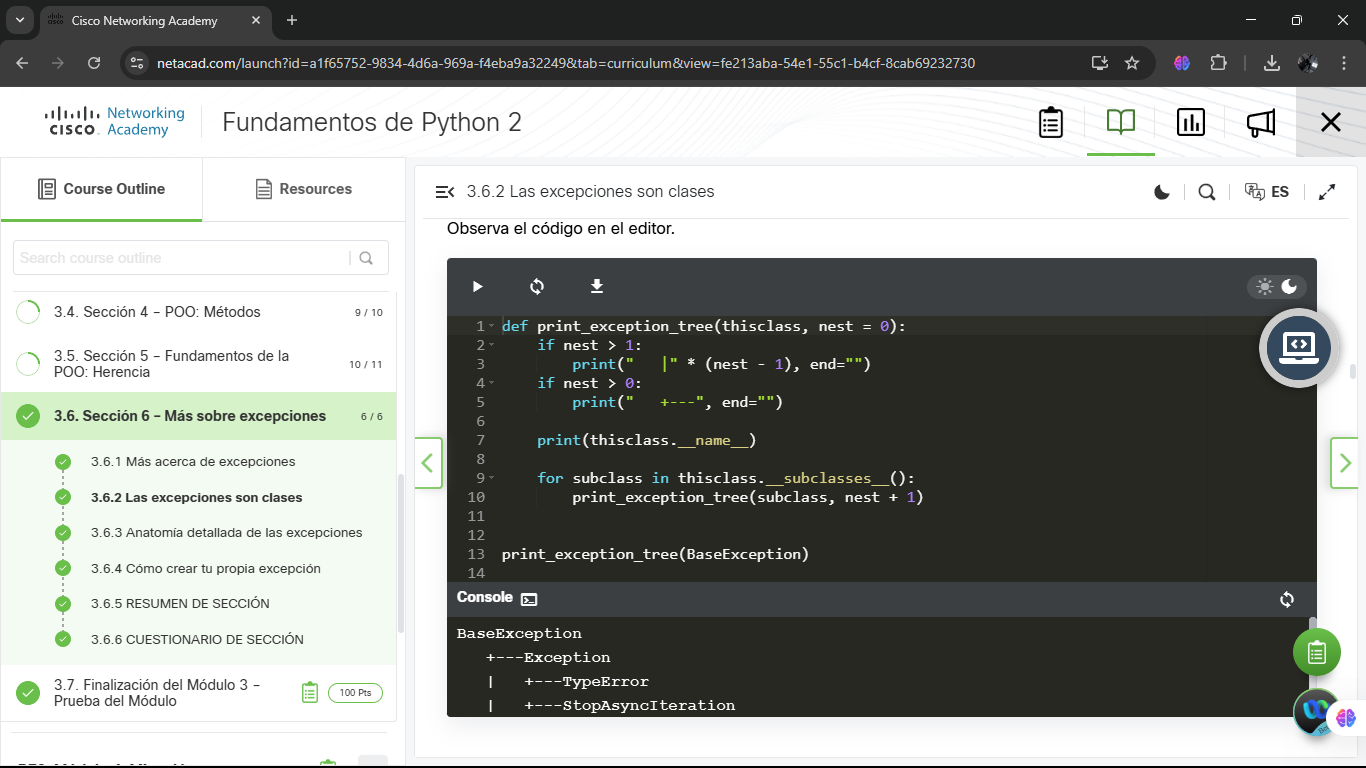 Cisco Networking Academy
netacad.com/launch?id=a1f65752-9834-4d6a-969a-f4eba9a32249&tab=curriculum&view=fe213aba-54e1-55c1-b4cf-8cab69232730
CISCO Networking Academy
Fundamentos de Python 2
Course Outline
Resources
3.6.2 Las excepciones son clases
ES
Search course outline
3.4. Sección 4 – POO: Métodos
9 / 10
3.5. Sección 5 – Fundamentos de la
POO: Herencia
10 / 11
3.6. Sección 6 – Más sobre excepciones
6 / 6
3.6.1 Más acerca de excepciones
3.6.2 Las excepciones son clases
3.6.3 Anatomía detallada de las excepciones
3.6.4 Cómo crear tu propia excepción
3.6.5 RESUMEN DE SECCIÓN
3.6.6 CUESTIONARIO DE SECCIÓN
3.7. Finalización del Módulo 3 –
Prueba del Módulo
100 Pts
Observa el código en el editor.
1 def print_exception_tree(thisclass, nest = 0):
2     if nest > 1:
3         print("   |" * (nest - 1), end="")
4     if nest > 0:
5         print("   +---", end="")
6
7     print(thisclass.__name__)
8
9     for subclass in thisclass.__subclasses__():
10         print_exception_tree(subclass, nest + 1)
11
12
13 print_exception_tree(BaseException)
14
Console
BaseException
   +---Exception
   |   +---TypeError
   |   +---StopAsyncIteration